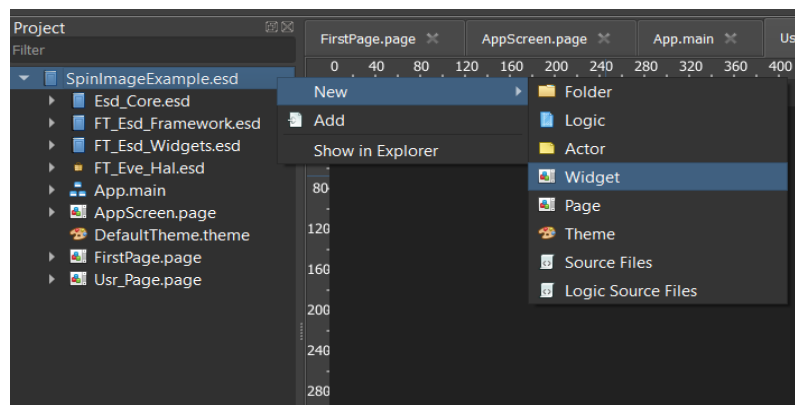 Project
Filter
SpinImageExample.esd
Esd_Core.esd
FT_Esd_Framework.esd
FT_Esd_Widgets.esd
FT_Eve_Hal.esd
App.main
AppScreen.page
DefaultTheme.theme
FirstPage.page
Usr_Page.page
FirstPage.page AppScreen.page App.main Us
0 40 80 120 160 200 240 280 320 360 400
New
Add
Show in Explorer
Folder
Logic
Actor
Widget
Page
Theme
Source Files
Logic Source Files
80
120
160
200
240
280